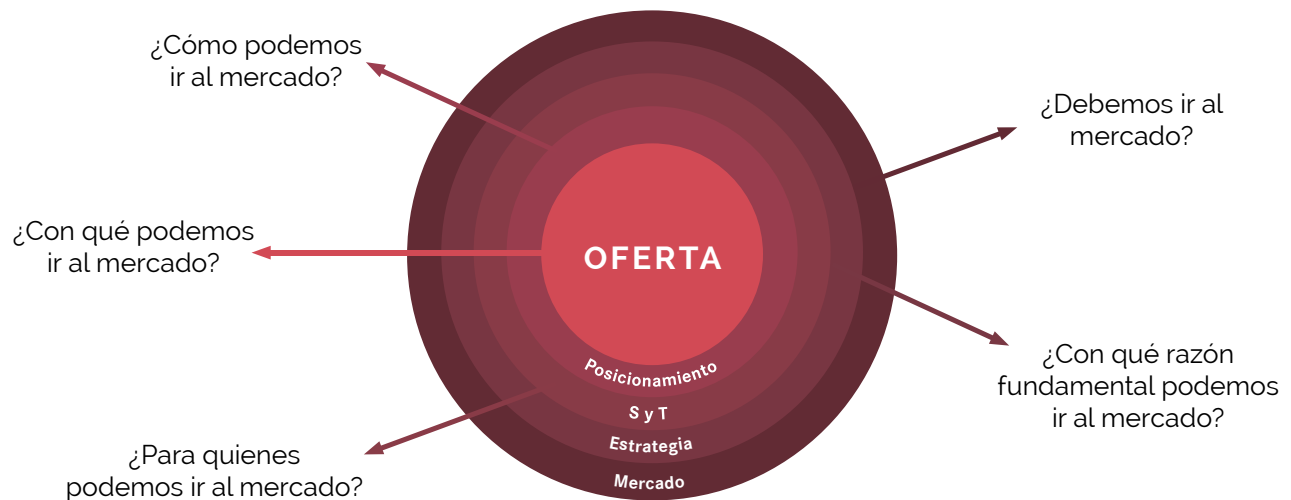 ¿Cómo podemos
ir al mercado?
¿Debemos ir al
mercado?
¿Con qué podemos
ir al mercado?
OFERTA
¿Con qué razón
fundamental podemos
ir al mercado?
Posicionamiento
S y T
Estrategia
Mercado
¿Para quienes
podemos ir al mercado?